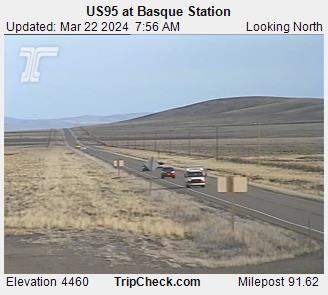 US95 at Basque Station
Updated: Mar 22 2024 7:56 AM Looking North
Elevation 4460 TripCheck.com Milepost 91.62